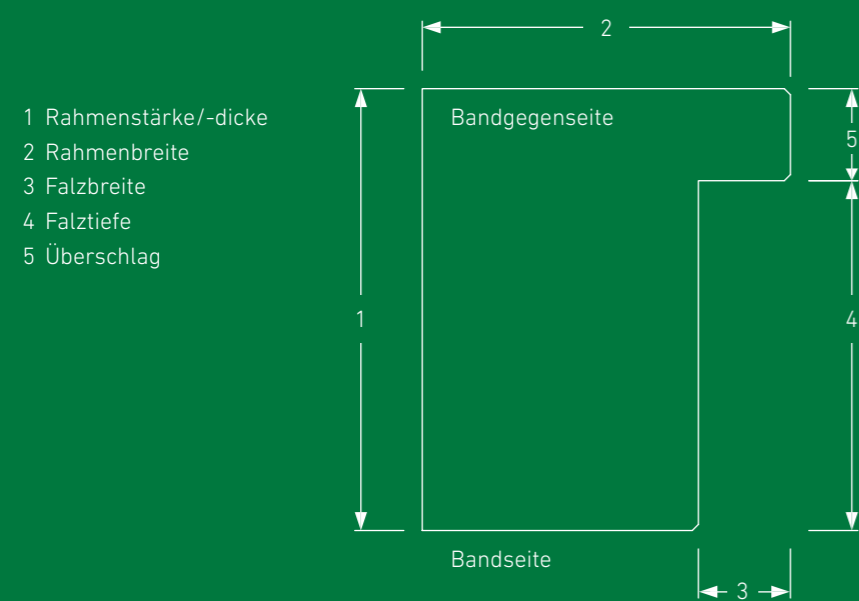 1 Rahmenstärke/-dicke
2 Rahmenbreite
3 Falzbreite
4 Falztiefe
5 Überschlag
2
Bandgegenseite
5
1
4
Bandseite
3